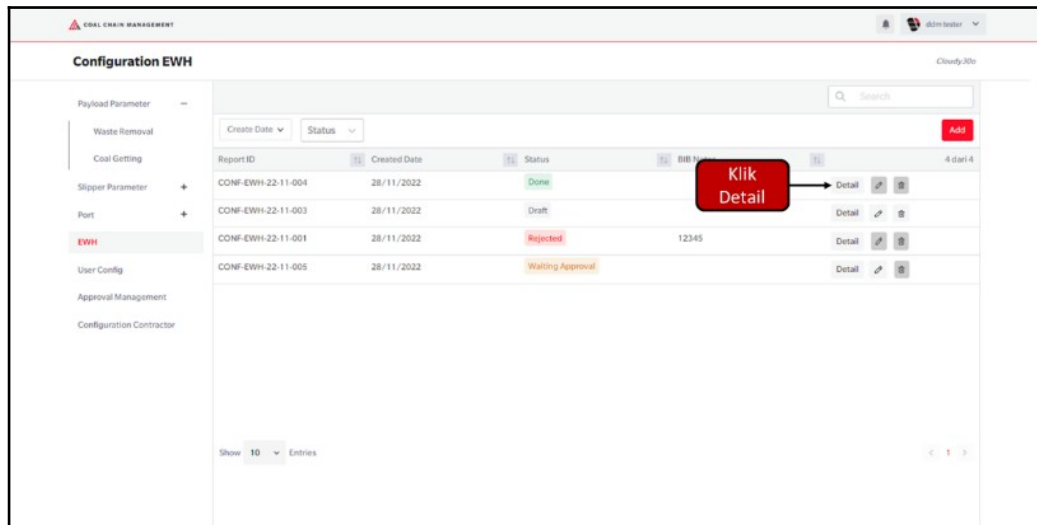 COAL CHAIN MANAGEMENT
ddm tester
Configuration EWH
Cloudy30o
Payload Parameter
Waste Removal
Coal Getting
Slipper Parameter
Port
EWH
User Config
Approval Management
Configuration Contractor
Search
Create Date Status
Add
Report ID Created Date Status BIB 4 dari 4
CONF-EWH-22-11-004 28/11/2022 Done Detail
CONF-EWH-22-11-003 28/11/2022 Draft Detail
CONF-EWH-22-11-001 28/11/2022 Rejected 12345 Detail
CONF-EWH-22-11-005 28/11/2022 Waiting Approval Detail
Klik
Detail
Show 10 Entries
< 1 >